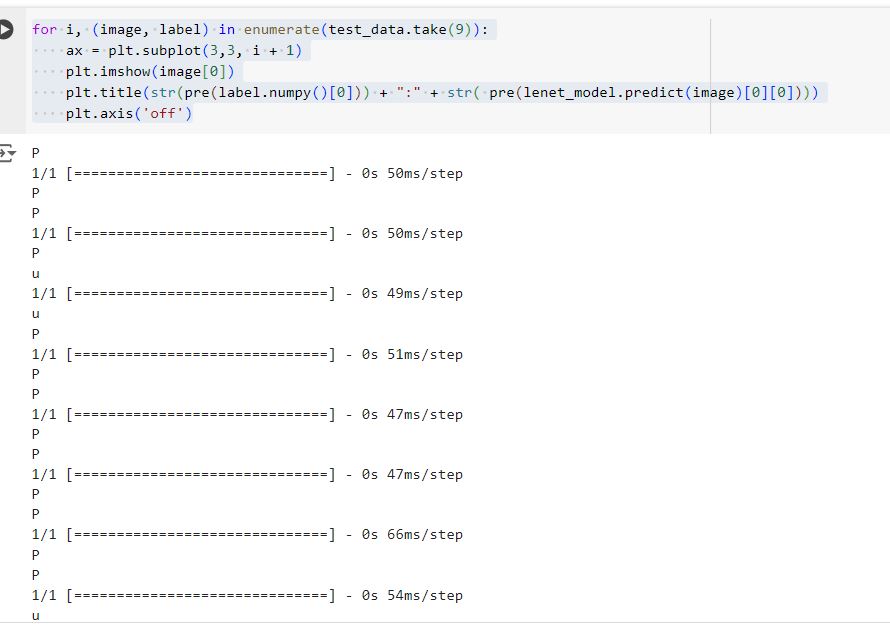 for i, (image, label) in enumerate(test_data.take(9)):
    ax = plt.subplot(3,3, i + 1)
    plt.imshow(image[0])
    plt.title(str(pre(label.numpy()[0])) + ":" + str( pre(lenet_model.predict(image)[0][0])))
    plt.axis('off')
P
1/1 [==============================] - 0s 50ms/step
P
P
1/1 [==============================] - 0s 50ms/step
P
u
1/1 [==============================] - 0s 49ms/step
u
P
1/1 [==============================] - 0s 51ms/step
P
P
1/1 [==============================] - 0s 47ms/step
P
P
1/1 [==============================] - 0s 47ms/step
P
P
1/1 [==============================] - 0s 66ms/step
P
P
1/1 [==============================] - 0s 54ms/step
u